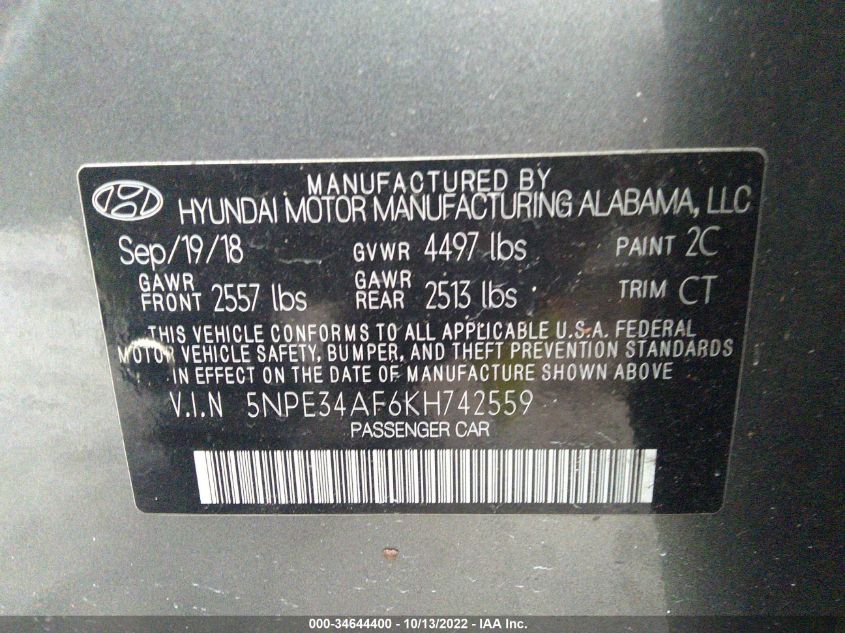 MANUFACTURED BY
HYUNDAI MOTOR MANUFACTURING ALABAMA, LLC
Sep/19/18 GVWR 4497 lbs PAINT 2C
GAWR FRONT 2557 lbs GAWR REAR 2513 lbs TRIM CT
THIS VEHICLE CONFORMS TO ALL APPLICABLE U.S.A. FEDERAL
MOTOR VEHICLE SAFETY, BUMPER, AND THEFT PREVENTION STANDARDS
IN EFFECT ON THE DATE OF MANUFACTURE SHOWN ABOVE
V.I.N 5NPE34AF6KH742559
PASSENGER CAR
000-34644400 - 10/13/2022 - IAA Inc.